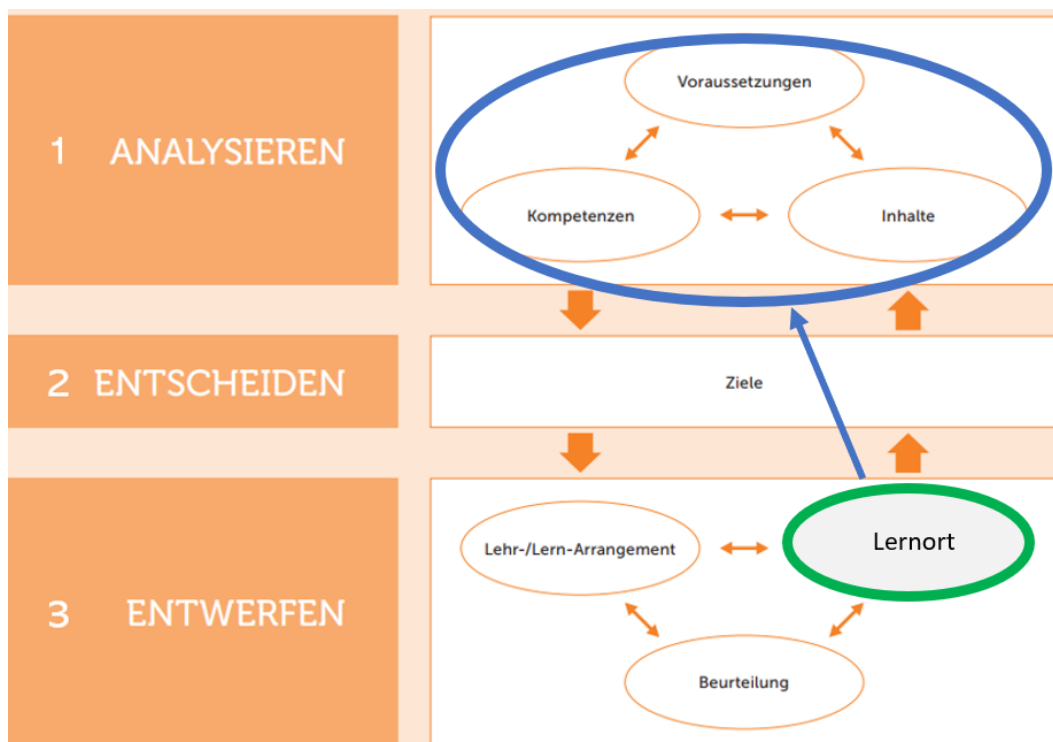 1 ANALYSIEREN
Voraussetzungen
Kompetenzen
Inhalte
2 ENTSCHEIDEN
Ziele
3 ENTWERFEN
Lehr-/Lern-Arrangement
Lernort
Beurteilung